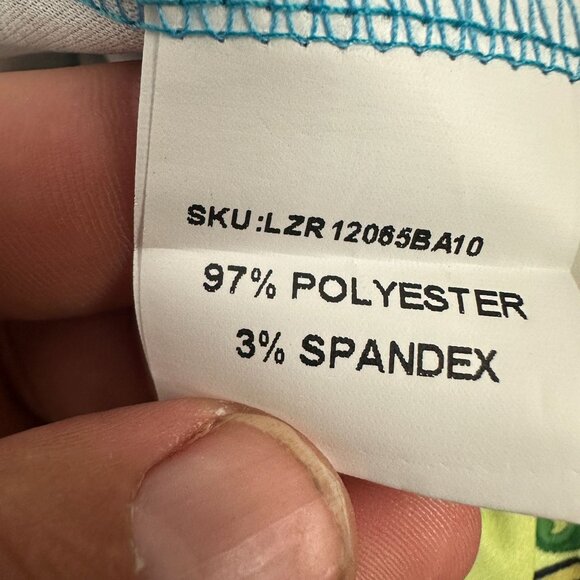 SKU:LZR12065BA10
97% POLYESTER
3% SPANDEX